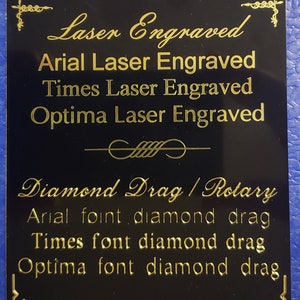 Laser Engraved
Arial Laser Engraved
Times Laser Engraved
Optima Laser Engraved
Diamond Drag / Rotary
Arial foint diamond drag
Times font diamond drag
Optima font diamond drag